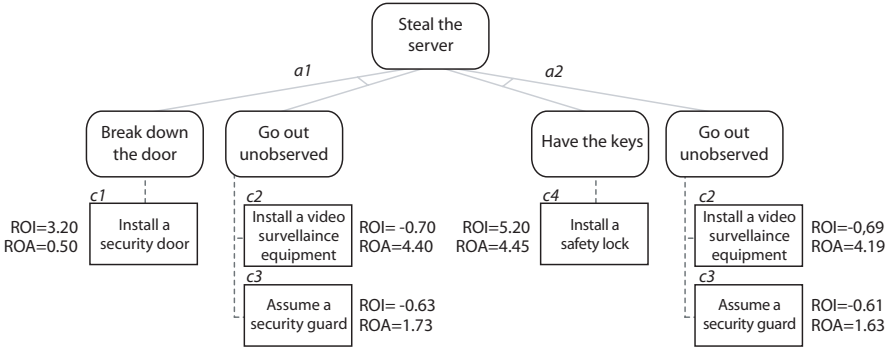 Steal the
server
a1
a2
Break down
the door
Go out
unobserved
Have the keys
Go out
unobserved
c1
Install a
security door
ROI=3.20
ROA=0.50
c2
Install a video
survellaince
equipment
ROI= -0.70
ROA=4.40
c3
Assume a
security guard
ROI= -0.63
ROA=1.73
c4
Install a
safety lock
ROI=5.20
ROA=4.45
c2
Install a video
survellaince
equipment
ROI= -0,69
ROA=4.19
c3
Assume a
security guard
ROI= -0.61
ROA=1.63